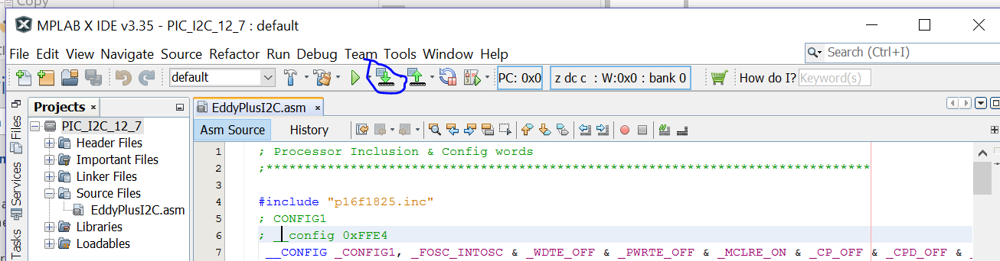 Copy
MPLAB X IDE v3.35 - PIC_I2C_12_7 : default
File Edit View Navigate Source Refactor Run Debug Team Tools Window Help
Search (Ctrl+I)
default
PC: 0x0
z dc c : W:0x0 : bank 0
How do I?
Keyword(s)
Projects
EddyPlusI2C.asm
Files
Services
Tasks
PIC_I2C_12_7
Header Files
Important Files
Linker Files
Source Files
EddyPlusI2C.asm
Libraries
Loadables
Asm Source
History
1 ; Processor Inclusion & Config words
2 ;*******************************************************************************
3
4 #include "p16f1825.inc"
5 ; CONFIG1
6 ; __config 0xFFE4
7 __CONFIG _CONFIG1, _FOSC_INTOSC & _WDTE_OFF & _PWRTE_OFF & _MCLRE_ON & _CP_OFF & _CPD_OFF & _